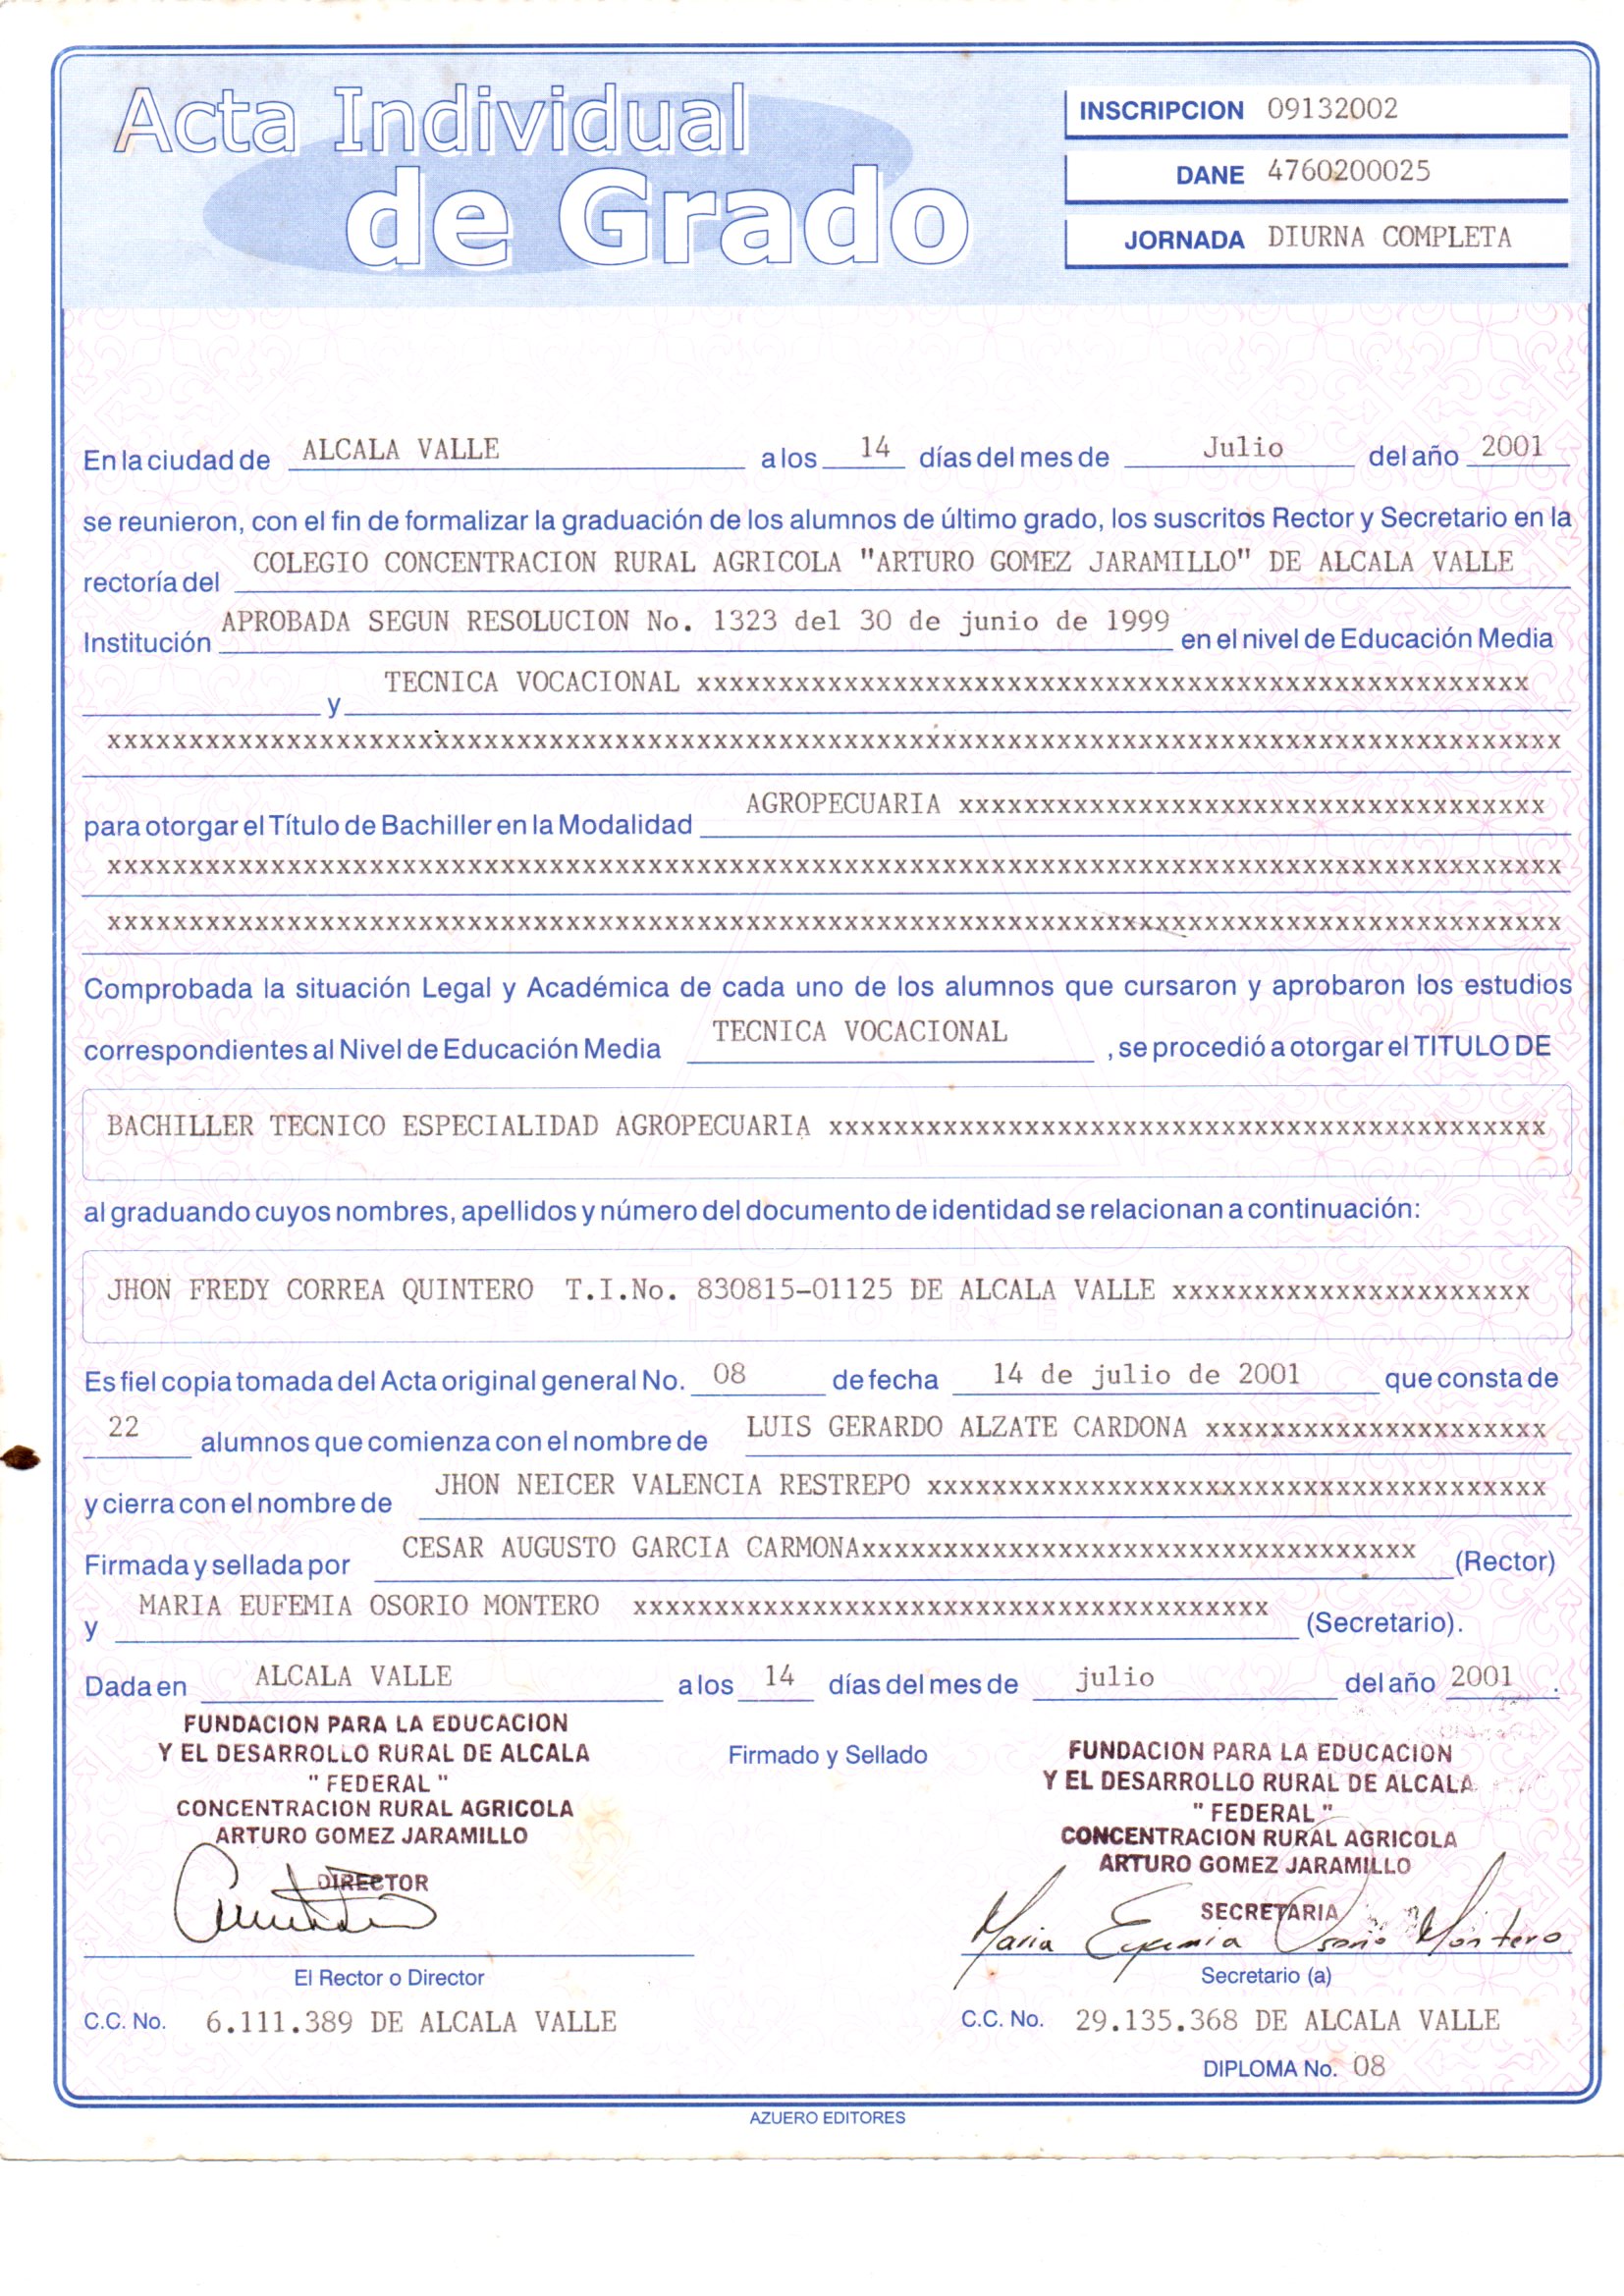 Acta Individual
de Grado
INSCRIPCION 09132002
DANE 4760200025
JORNADA DIURNA COMPLETA
En la ciudad de ALCALA VALLE a los 14 días del mes de Julio del año 2001
se reunieron, con el fin de formalizar la graduación de los alumnos de último grado, los suscritos Rector y Secretario en la
rectoría del COLEGIO CONCENTRACION RURAL AGRICOLA "ARTURO GOMEZ JARAMILLO" DE ALCALA VALLE
Institución APROBADA SEGUN RESOLUCION No. 1323 del 30 de junio de 1999 en el nivel de Educación Media
y TECNICA VOCACIONAL xxxxxxxxxxxxxxxxxxxxxxxxxxxxxxxxxxxxxxxxxxxxxxxxxxx
xxxxxxxxxxxxxxxxxxxxxxxxxxxxxxxxxxxxxxxxxxxxxxxxxxxxxxxxxxxxxxxxxxxxxxxxxxxxxxxxxxxxxxxxx
para otorgar el Título de Bachiller en la Modalidad AGROPECUARIA xxxxxxxxxxxxxxxxxxxxxxxxxxxxxxxxxxxx
xxxxxxxxxxxxxxxxxxxxxxxxxxxxxxxxxxxxxxxxxxxxxxxxxxxxxxxxxxxxxxxxxxxxxxxxxxxxxxxxxxxxxxxxx
xxxxxxxxxxxxxxxxxxxxxxxxxxxxxxxxxxxxxxxxxxxxxxxxxxxxxxxxxxxxxxxxxxxxxxxxxxxxxxxxxxxxxxxxx
Comprobada la situación Legal y Académica de cada uno de los alumnos que cursaron y aprobaron los estudios
correspondientes al Nivel de Educación Media TECNICA VOCACIONAL , se procedió a otorgar el TITULO DE
BACHILLER TECNICO ESPECIALIDAD AGROPECUARIA xxxxxxxxxxxxxxxxxxxxxxxxxxxxxxxxxxxxxxxxxxxx
al graduando cuyos nombres, apellidos y número del documento de identidad se relacionan a continuación:
JHON FREDY CORREA QUINTERO T.I.No. 830815-01125 DE ALCALA VALLE xxxxxxxxxxxxxxxxxxxxxx
Es fiel copia tomada del Acta original general No. 08 de fecha 14 de julio de 2001 que consta de
22 alumnos que comienza con el nombre de LUIS GERARDO ALZATE CARDONA xxxxxxxxxxxxxxxxxxxxx
y cierra con el nombre de JHON NEICER VALENCIA RESTREPO xxxxxxxxxxxxxxxxxxxxxxxxxxxxxxxxxxxxxx
Firmada y sellada por CESAR AUGUSTO GARCIA CARMONAxxxxxxxxxxxxxxxxxxxxxxxxxxxxxxxxxx (Rector)
y MARIA EUFEMIA OSORIO MONTERO xxxxxxxxxxxxxxxxxxxxxxxxxxxxxxxxxxxxxxx (Secretario).
Dada en ALCALA VALLE a los 14 días del mes de julio del año 2001 .
FUNDACION PARA LA EDUCACION
Y EL DESARROLLO RURAL DE ALCALA
" FEDERAL "
CONCENTRACION RURAL AGRICOLA
ARTURO GOMEZ JARAMILLO
DIRECTOR
Firmado y Sellado
FUNDACION PARA LA EDUCACION
Y EL DESARROLLO RURAL DE ALCALA
" FEDERAL "
CONCENTRACION RURAL AGRICOLA
ARTURO GOMEZ JARAMILLO
SECRETARIA
Maria Eufemia Osorio Montero
El Rector o Director
Secretario (a)
C.C. No. 6.111.389 DE ALCALA VALLE
C.C. No. 29.135.368 DE ALCALA VALLE
DIPLOMA No. 08
AZUERO EDITORES